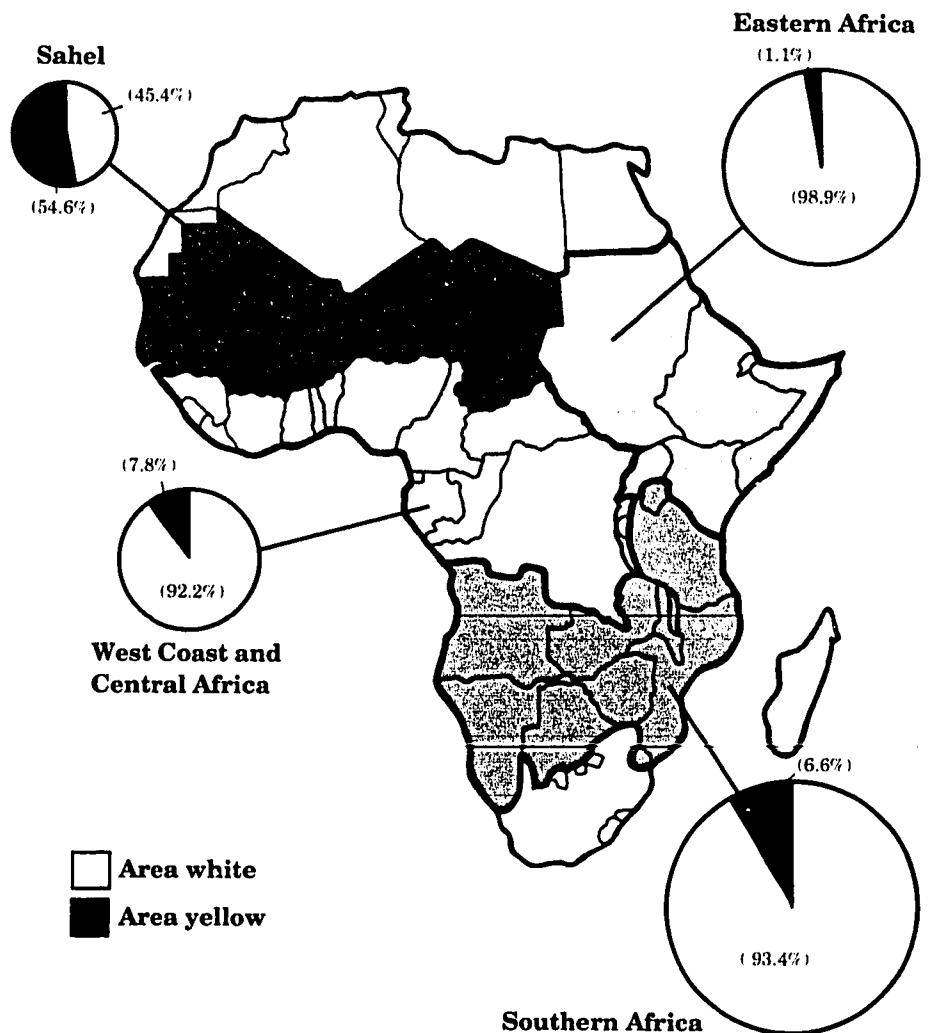 Sahel
(45.4%)
(54.6%)
Eastern Africa
(1.1%)
(98.9%)
(7.8%)
(92.2%)
West Coast and
Central Africa
(6.6%)
(93.4%)
Southern Africa
Area white
Area yellow